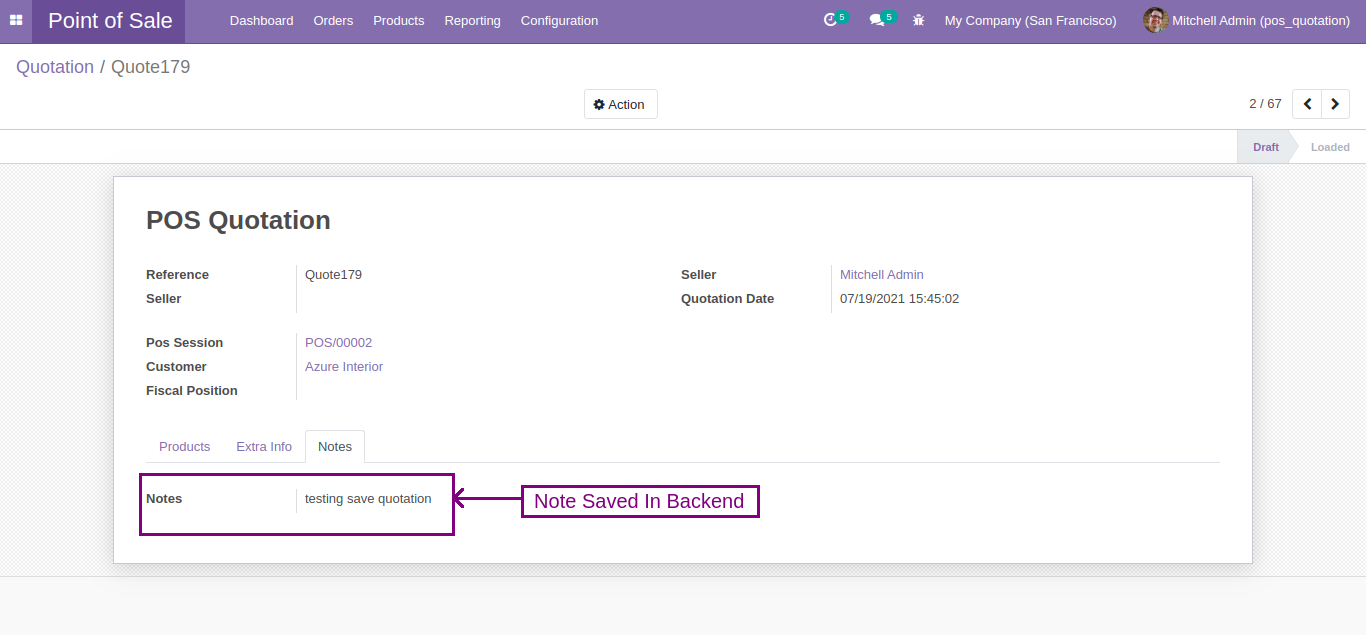 Point of Sale Dashboard Orders Products Reporting Configuration 5 5 My Company (San Francisco) Mitchell Admin (pos_quotation)
Quotation / Quote179
Action 2 / 67
Draft Loaded
POS Quotation
Reference Quote179 Seller Mitchell Admin
Seller Quotation Date 07/19/2021 15:45:02
Pos Session POS/00002
Customer Azure Interior
Fiscal Position
Products Extra Info Notes
Notes testing save quotation Note Saved In Backend